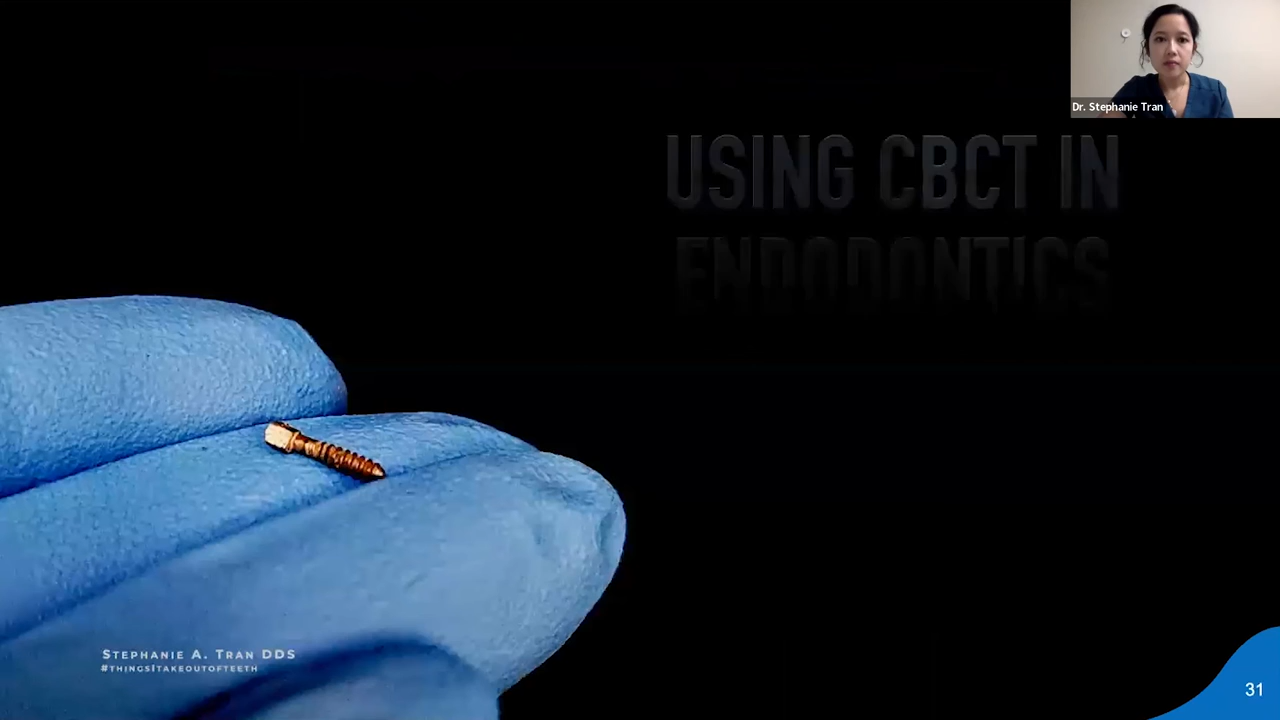 Dr. Stephanie Tran
USING CBCT IN
ENDODONTICS
STEPHANIE A. TRAN DDS
#THINGSITAKEOUTOFTEETH
31